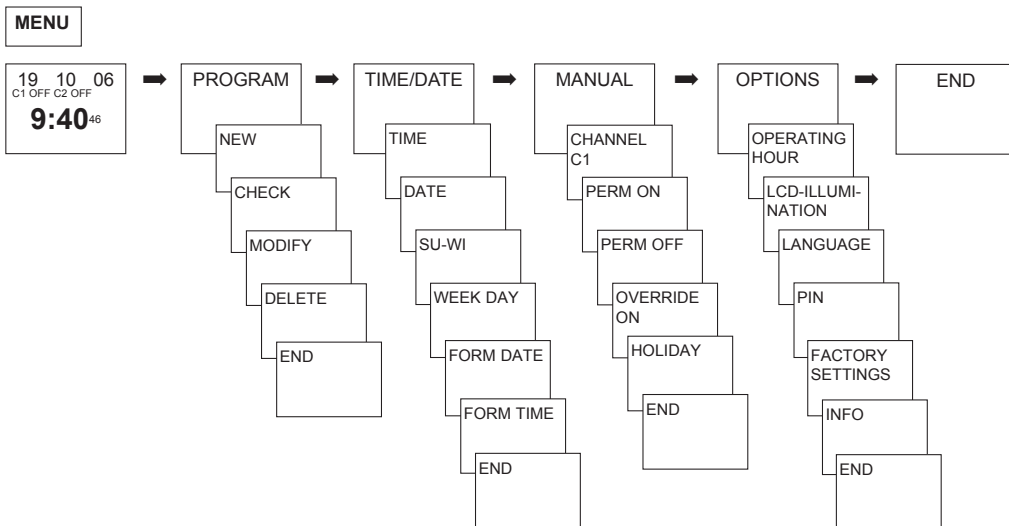 MENU
19 10 06
C1 OFF C2 OFF
9:40 46
PROGRAM
NEW
CHECK
MODIFY
DELETE
END
TIME/DATE
TIME
DATE
SU-WI
WEEK DAY
FORM DATE
FORM TIME
END
MANUAL
CHANNEL
C1
PERM ON
PERM OFF
OVERRIDE
ON
HOLIDAY
END
OPTIONS
OPERATING
HOUR
LCD-ILLUMI-
NATION
LANGUAGE
PIN
FACTORY
SETTINGS
INFO
END
END